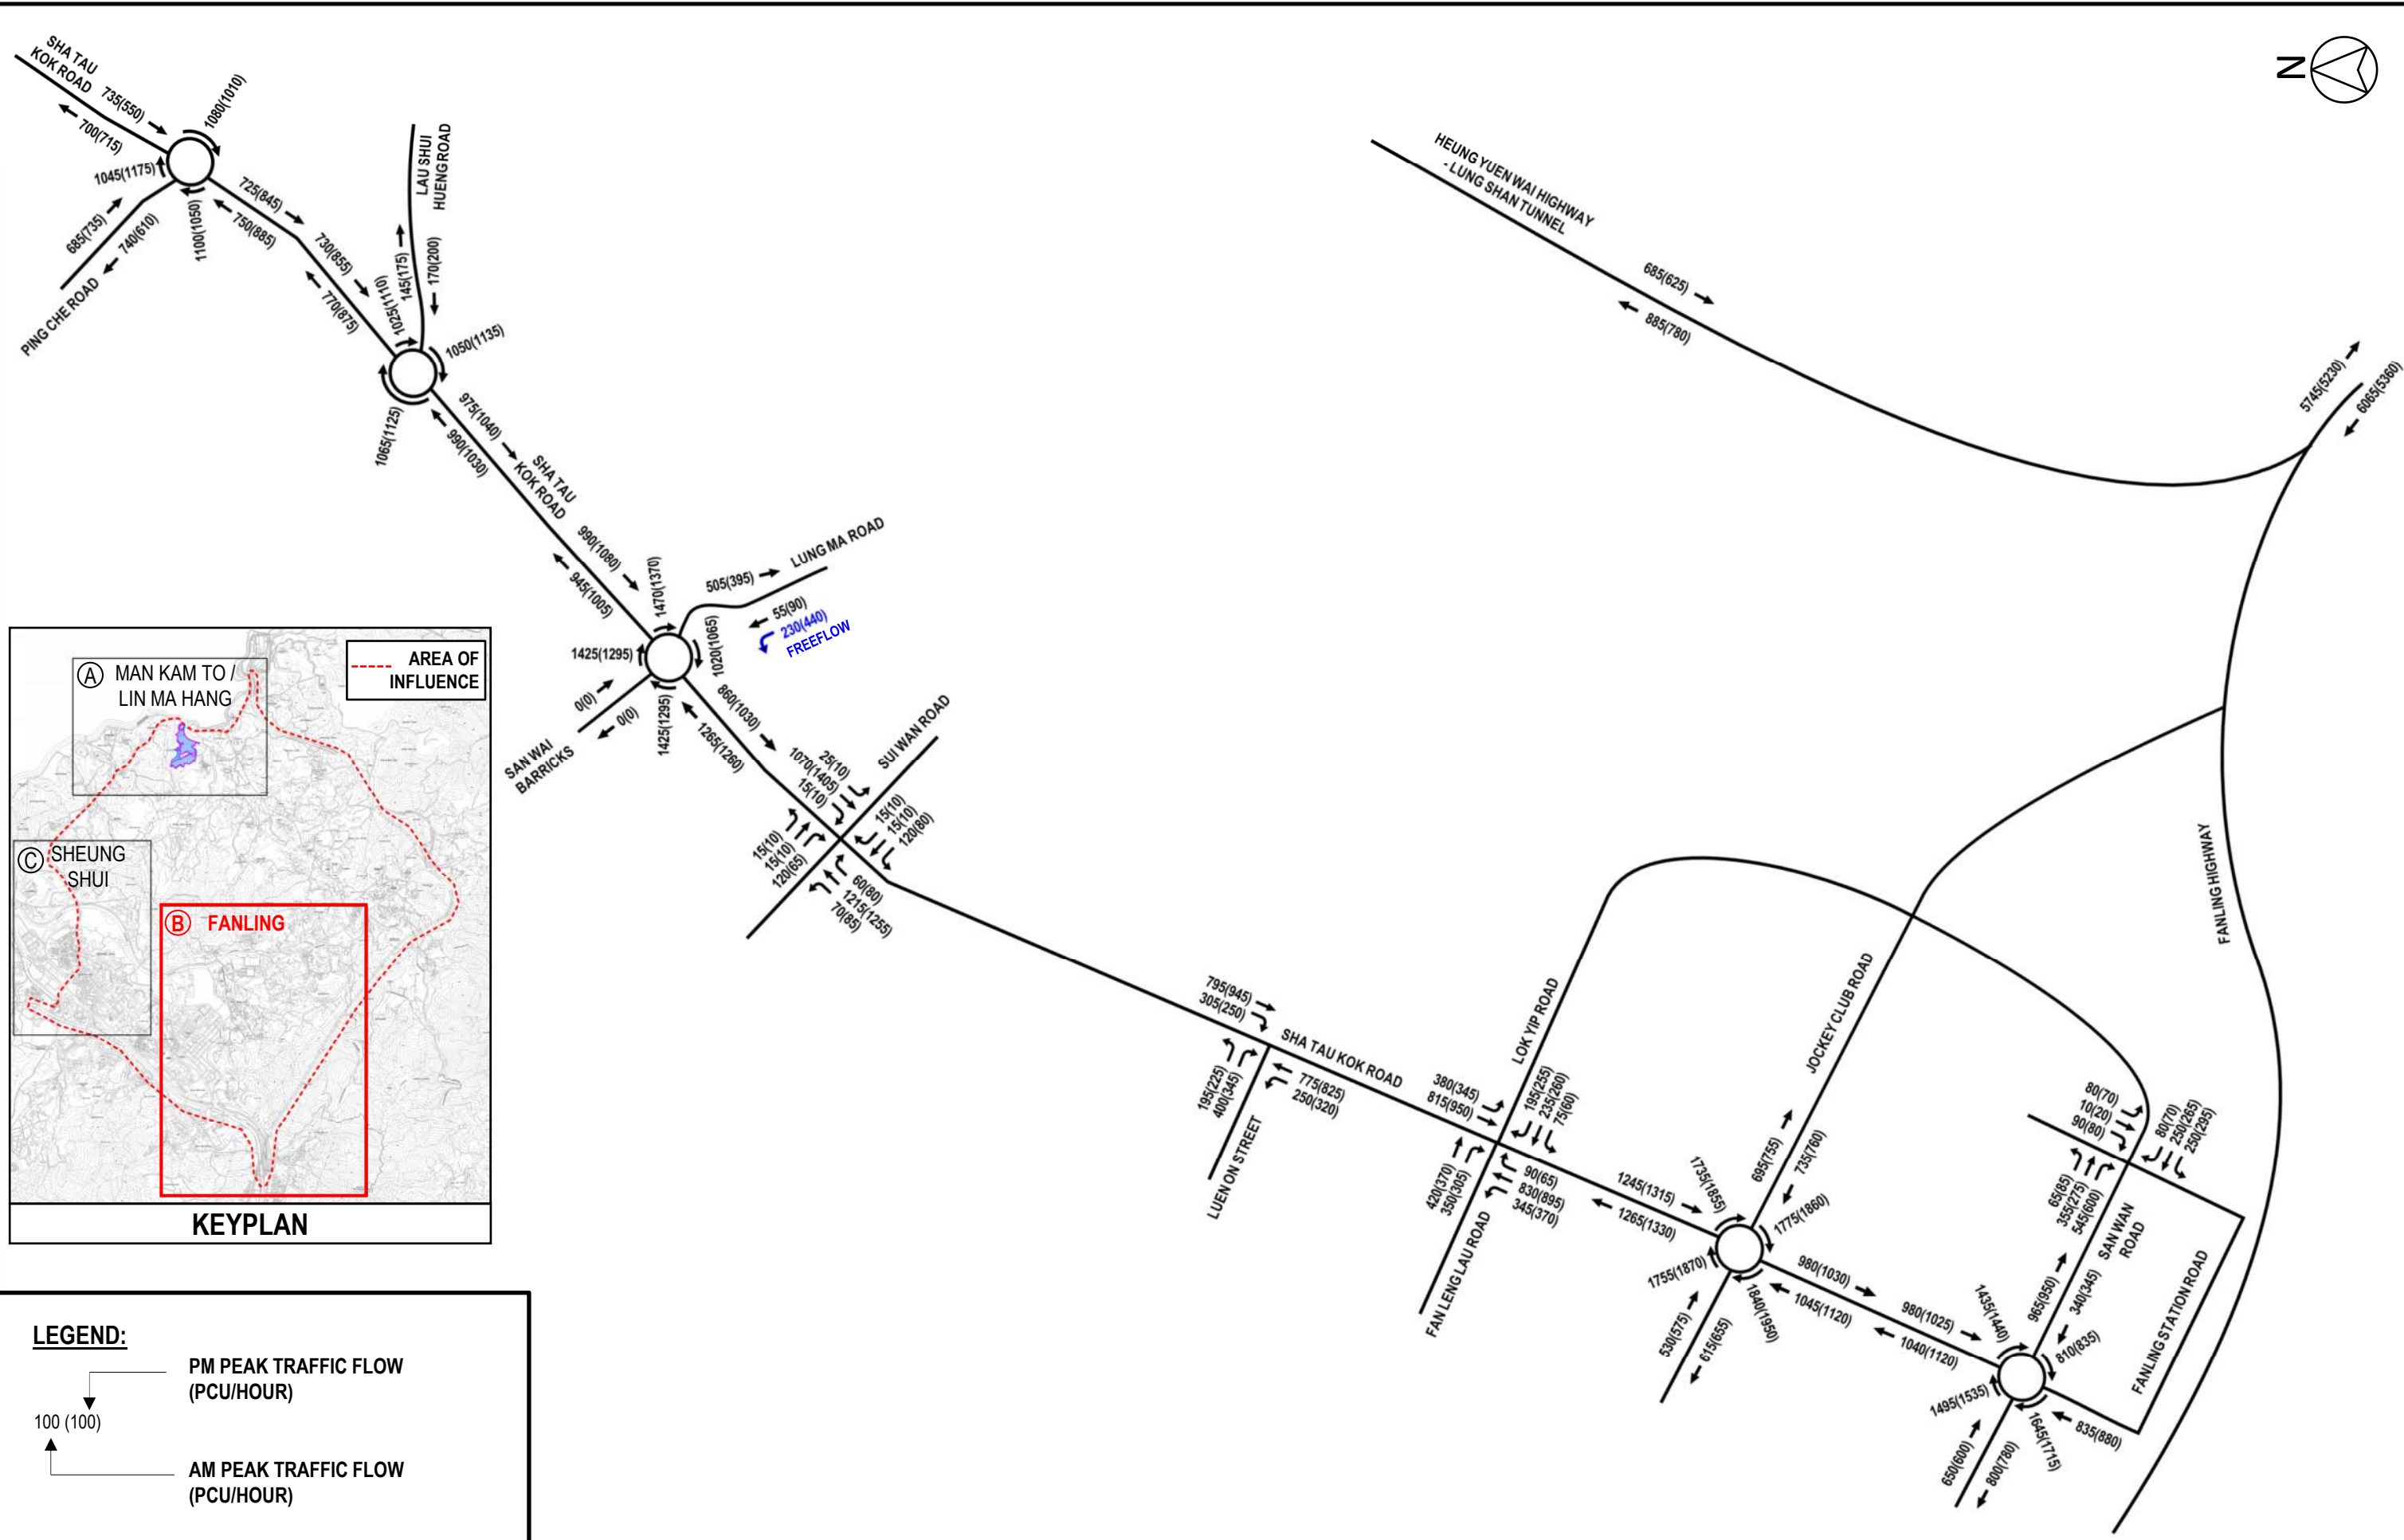 N
SHA TAU
KOK ROAD
735(550)
700(715)
1080(1010)
1045(1175)
685(735)
740(610)
1100(1050)
PING CHE ROAD
725(845)
750(885)
730(855)
770(875)
LAU SHUI
HUENG ROAD
145(175)
170(200)
1025(1110)
1050(1135)
1065(1125)
975(1040)
990(1030)
SHA TAU
KOK ROAD
990(1080)
945(1005)
1470(1370)
505(395)
LUNG MA ROAD
55(90)
230(440)
FREEFLOW
1020(1065)
1425(1295)
0(0)
0(0)
SAN WAI
BARRICKS
1425(1295)
860(1030)
1265(1260)
SUI WAN ROAD
25(10)
1070(1405)
15(10)
15(10)
15(10)
120(80)
15(10)
15(10)
120(65)
60(80)
1215(1255)
70(85)
HEUNG YUEN WAI HIGHWAY
- LUNG SHAN TUNNEL
685(625)
885(780)
5745(5230)
6065(5360)
FANLING HIGHWAY
795(945)
305(250)
195(225)
400(345)
775(825)
250(320)
LUEN ON STREET
SHA TAU KOK ROAD
LOK YIP ROAD
380(345)
815(950)
195(255)
235(260)
75(60)
420(370)
350(305)
90(65)
830(895)
345(370)
FAN LENG LAU ROAD
JOCKEY CLUB ROAD
1245(1315)
1265(1330)
1735(1855)
695(755)
735(760)
1775(1860)
1755(1870)
1840(1950)
530(575)
615(655)
980(1030)
1045(1120)
980(1025)
1040(1120)
1435(1440)
965(950)
340(345)
810(835)
1495(1535)
1645(1715)
835(880)
650(600)
800(780)
SAN WAN
ROAD
80(70)
10(20)
90(80)
80(70)
250(265)
250(295)
65(85)
355(275)
545(600)
FANLING STATION ROAD
AREA OF
INFLUENCE
A
MAN KAM TO /
LIN MA HANG
C
SHEUNG
SHUI
B
FANLING
KEYPLAN
LEGEND:
PM PEAK TRAFFIC FLOW
(PCU/HOUR)
100 (100)
AM PEAK TRAFFIC FLOW
(PCU/HOUR)